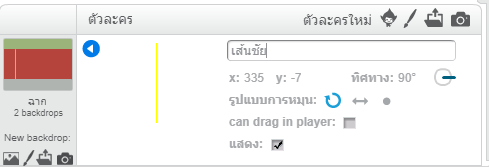 ตัวละคร
ตัวละครใหม่
เส้นชัย
x: 335 y: -7 ทิศทาง: 90°
รูปแบบการหมุน:
can drag in player:
แสดง:
ฉาก
2 backdrops
New backdrop: